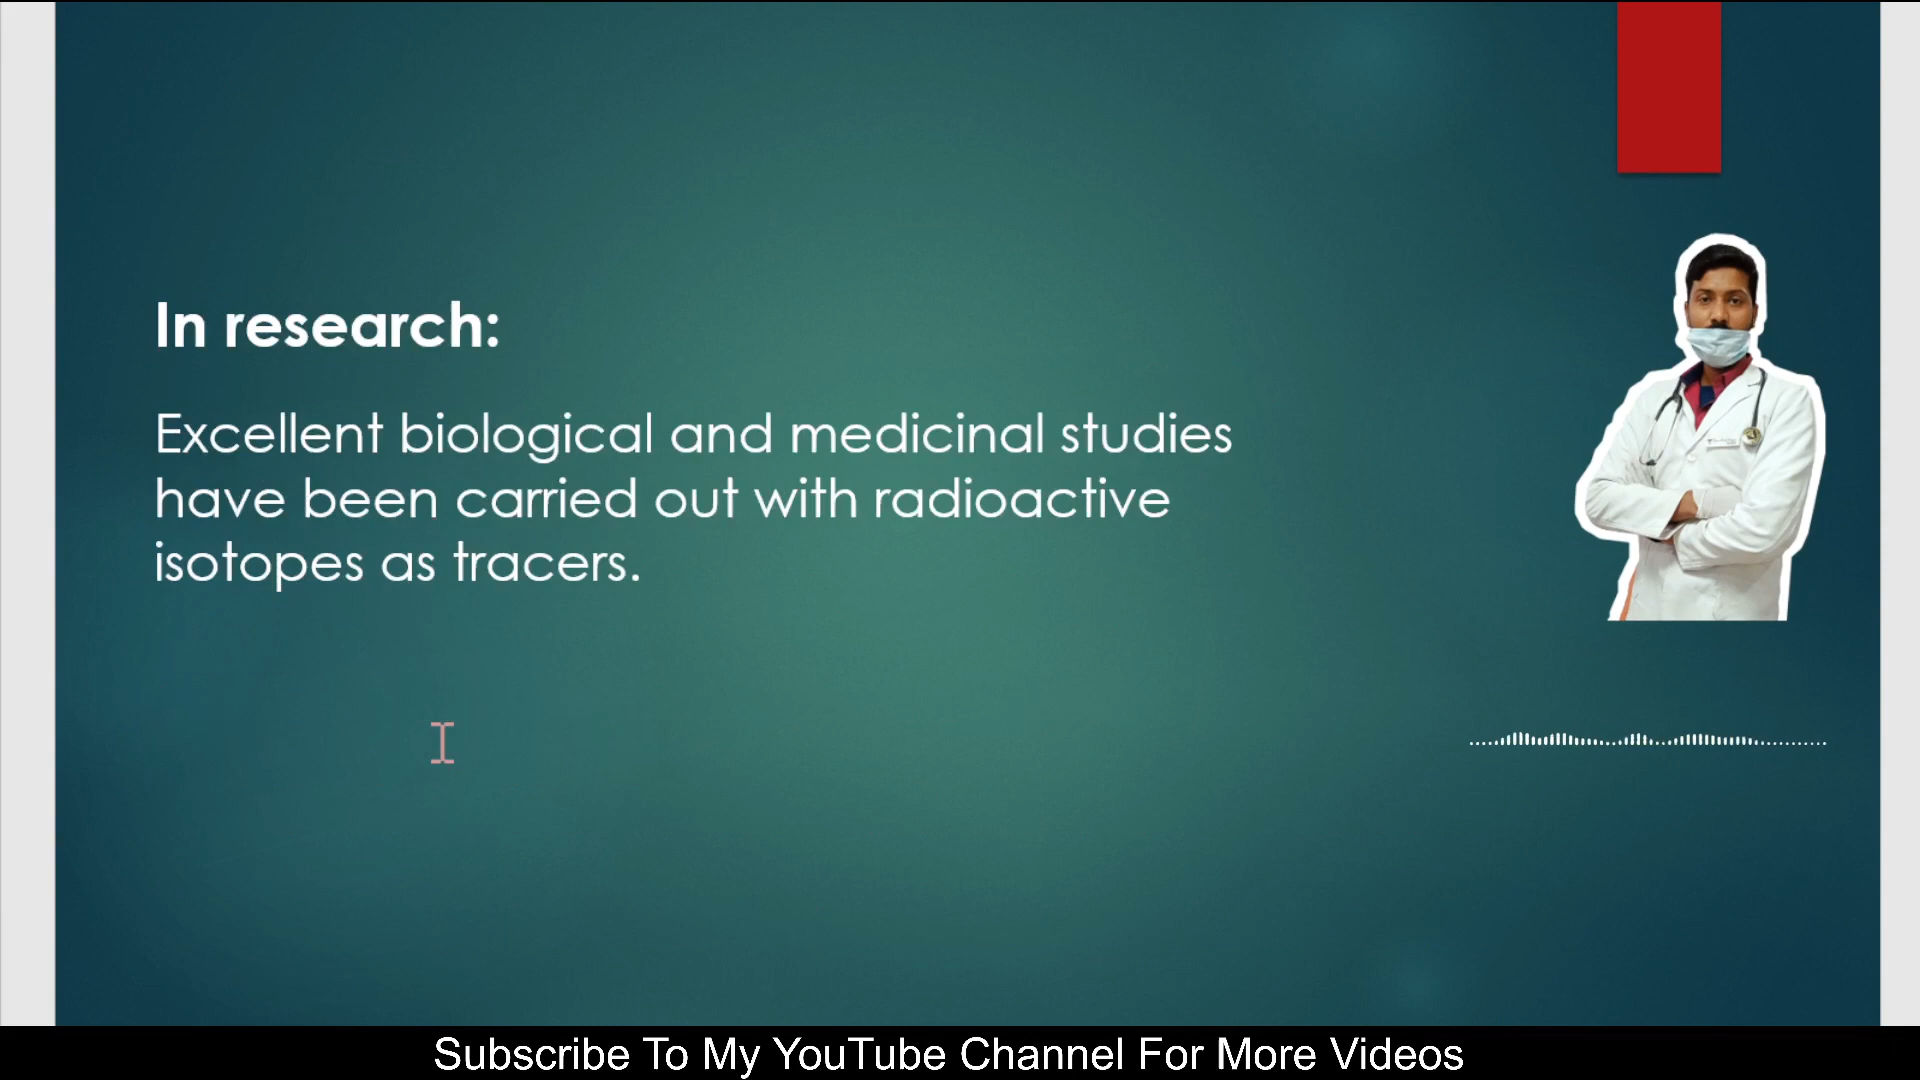 In research:
Excellent biological and medicinal studies
have been carried out with radioactive
isotopes as tracers.
Subscribe To My YouTube Channel For More Videos